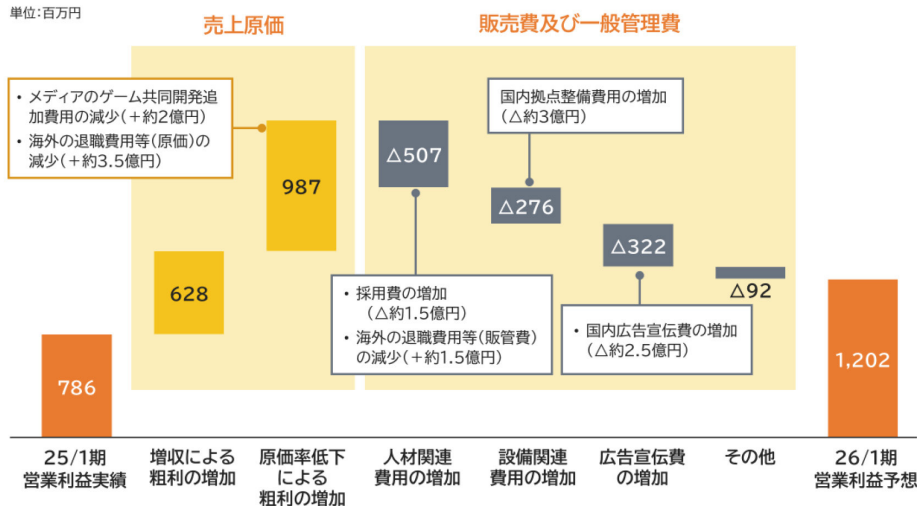 単位:百万円
売上原価
販売費及び一般管理費
・メディアのゲーム共同開発追
加費用の減少(+約2億円)
・海外の退職費用等(原価)の
減少(+約3.5億円)
国内拠点整備費用の増加
(△約3億円)
987
△507
△276
△322
628
△92
・採用費の増加
(△約1.5億円)
・海外の退職費用等(販管費)
の減少(+約1.5億円)
・国内広告宣伝費の増加
(△約2.5億円)
786
1,202
25/1期
営業利益実績
増収による
粗利の増加
原価率低下
による
粗利の増加
人材関連
費用の増加
設備関連
費用の増加
広告宣伝費
の増加
その他
26/1期
営業利益予想